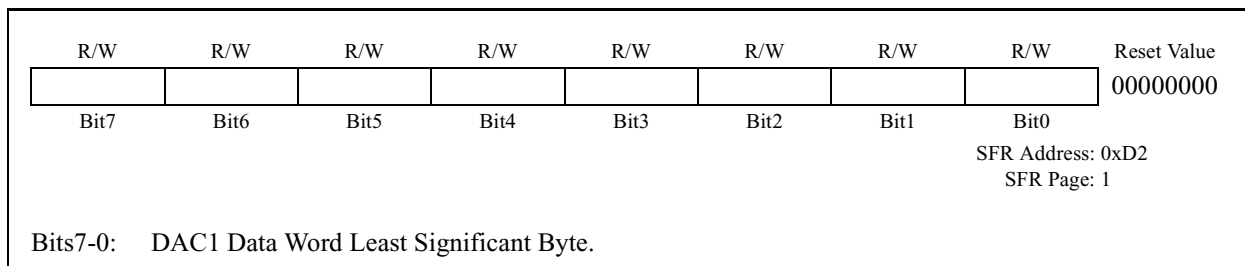 R/W R/W R/W R/W R/W R/W R/W R/W Reset Value
00000000
Bit7 Bit6 Bit5 Bit4 Bit3 Bit2 Bit1 Bit0
SFR Address: 0xD2
SFR Page: 1
Bits7-0: DAC1 Data Word Least Significant Byte.